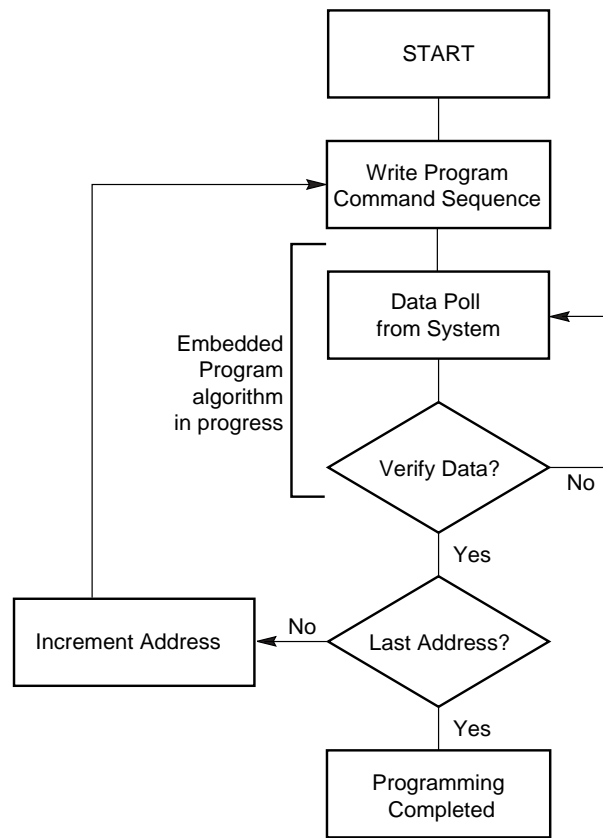 START
Write Program
Command Sequence
Data Poll
from System
Embedded
Program
algorithm
in progress
Verify Data?
No
Yes
Increment Address
No
Last Address?
Yes
Programming
Completed